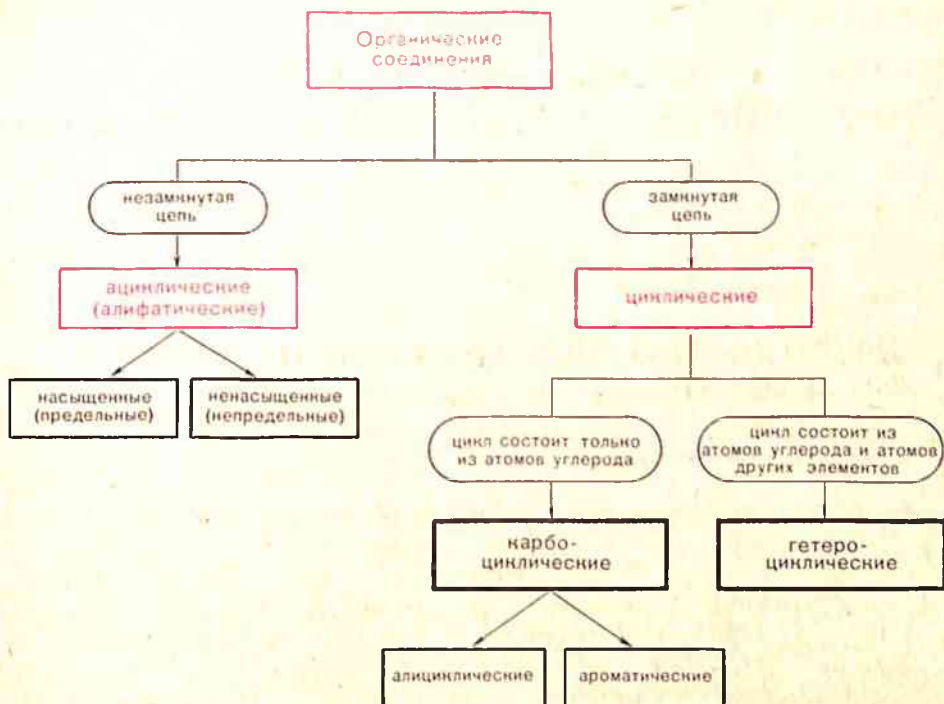 Органические
соединения
незамкнутая
цепь
замкнутая
цепь
ациклические
(алифатические)
циклические
насыщенные
(предельные)
ненасыщенные
(непредельные)
цикл состоит только
из атомов углерода
цикл состоит из
атомов углерода и атомов
других элементов
карбо-
циклические
гетеро-
циклические
алициклические
ароматические